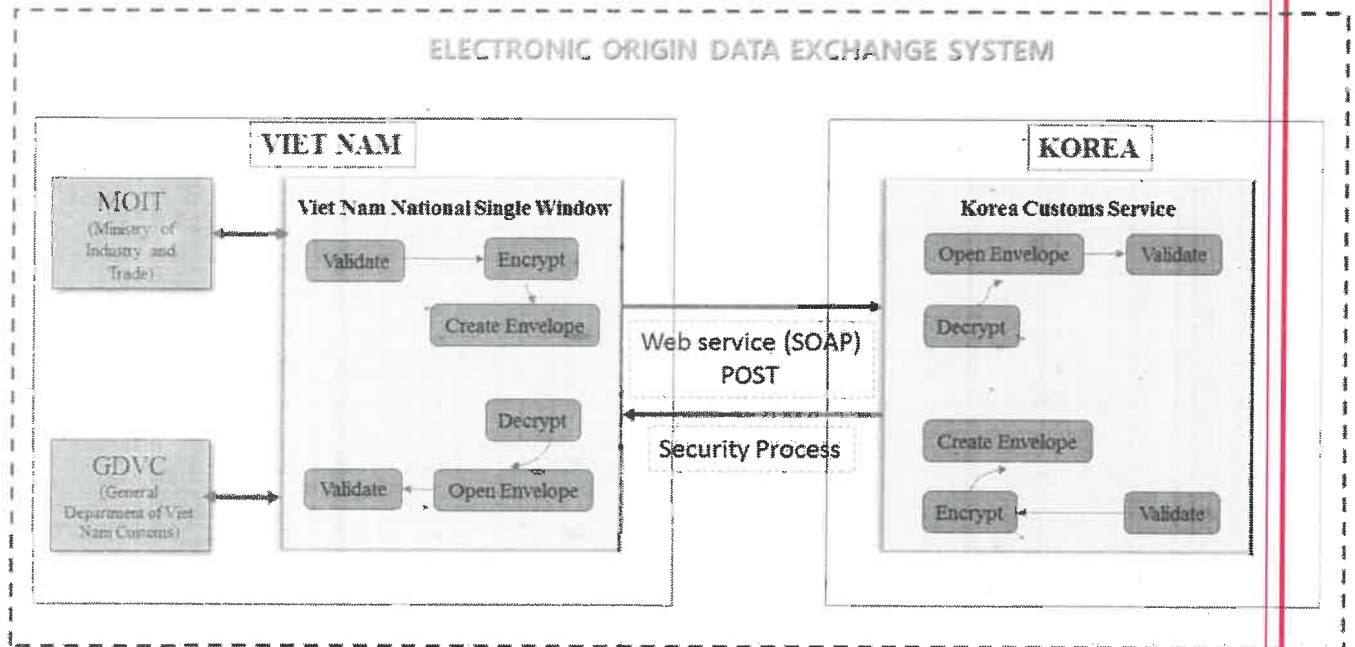 ELECTRONIC ORIGIN DATA EXCHANGE SYSTEM
VIET NAM
MOIT
(Ministry of
Industry and
Trade)
GDVC
(General
Department of Viet
Nam Customs)
Viet Nam National Single Window
Validate
Encrypt
Create Envelope
Decrypt
Validate
Open Envelope
Web service (SOAP)
POST
Security Process
KOREA
Korea Customs Service
Open Envelope
Validate
Decrypt
Create Envelope
Encrypt
Validate